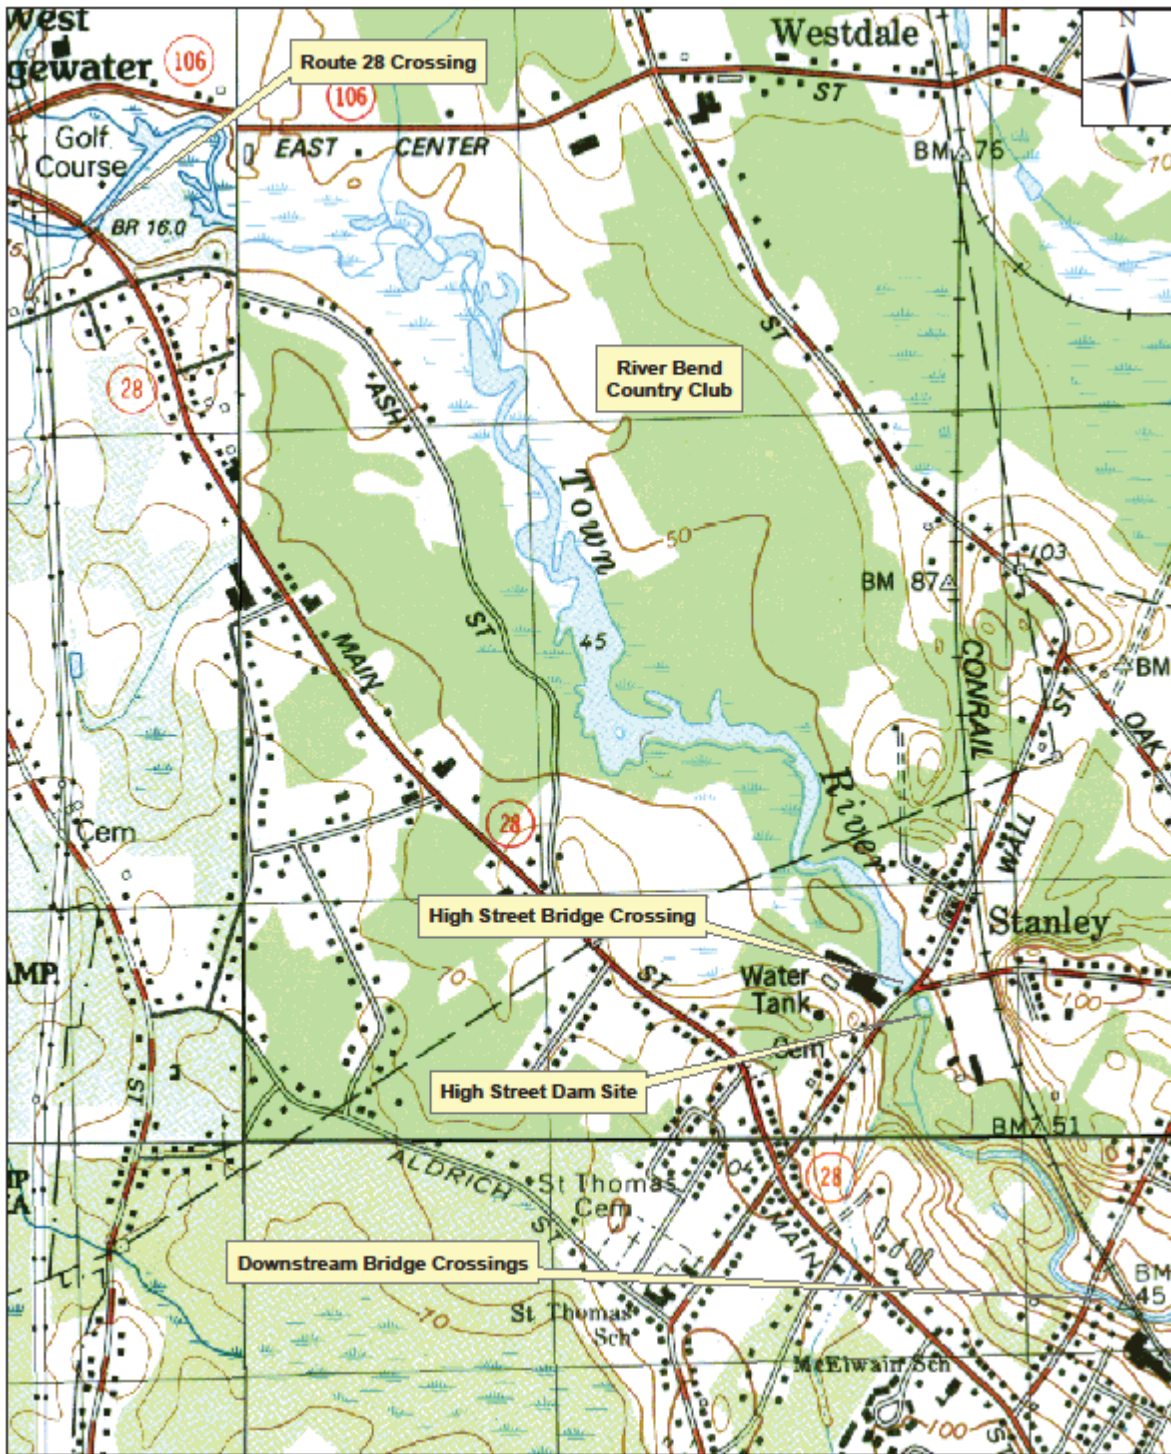 West
gewater
106
Route 28 Crossing
106
Westdale
N
ST
EAST CENTER
Golf
Course
BM 76
70
BR 16.0
ST
River Bend
Country Club
28
ASH
Town
50
103
BM 87
ST
45
MAIN
CONRAIL
BM
ST
OAK
River
28
Cem
WALL
High Street Bridge Crossing
Stanley
AMP
70
ST
Water
Tank
100
Cem
High Street Dam Site
ST
BM 51
ALDRICH
ST
St Thomas
Cem
104
28
MAIN
Downstream Bridge Crossings
BM
45
70
St Thomas
Sch
McElwain Sch
100
S